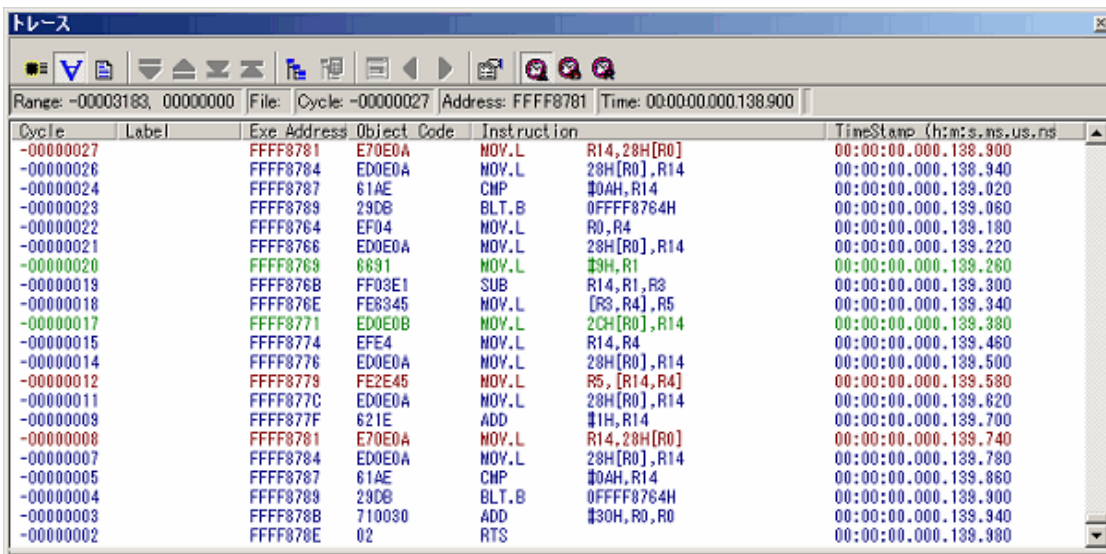 トレース
Range: -00003183, 00000000 File: Cycle: -00000027 Address: FFFF8781 Time: 00:00:00.000.138.900
Cycle Label Exe Address Object Code Instruction TimeStamp (h:m:s.ms.us.ns
-00000027 FFFF8781 E70E0A MOV.L R14,28H[R0] 00:00:00.000.138.900
-00000026 FFFF8784 ED0E0A MOV.L 28H[R0],R14 00:00:00.000.138.940
-00000024 FFFF8787 61AE CMP #0AH,R14 00:00:00.000.139.020
-00000023 FFFF8789 29DB BLT.B 0FFFF8764H 00:00:00.000.139.060
-00000022 FFFF8764 EF04 MOV.L R0,R4 00:00:00.000.139.180
-00000021 FFFF8766 ED0E0A MOV.L 28H[R0],R14 00:00:00.000.139.220
-00000020 FFFF8769 6691 MOV.L #9H,R1 00:00:00.000.139.260
-00000019 FFFF876B FF03E1 SUB R14,R1,R3 00:00:00.000.139.300
-00000018 FFFF876E FE6345 MOV.L [R3,R4],R5 00:00:00.000.139.340
-00000017 FFFF8771 ED0E0B MOV.L 2CH[R0],R14 00:00:00.000.139.380
-00000015 FFFF8774 EFE4 MOV.L R14,R4 00:00:00.000.139.460
-00000014 FFFF8776 ED0E0A MOV.L 28H[R0],R14 00:00:00.000.139.500
-00000012 FFFF8779 FE2E45 MOV.L R5,[R14,R4] 00:00:00.000.139.580
-00000011 FFFF877C ED0E0A MOV.L 28H[R0],R14 00:00:00.000.139.620
-00000009 FFFF877F 621E ADD #1H,R14 00:00:00.000.139.700
-00000008 FFFF8781 E70E0A MOV.L R14,28H[R0] 00:00:00.000.139.740
-00000007 FFFF8784 ED0E0A MOV.L 28H[R0],R14 00:00:00.000.139.780
-00000005 FFFF8787 61AE CMP #0AH,R14 00:00:00.000.139.860
-00000004 FFFF8789 29DB BLT.B 0FFFF8764H 00:00:00.000.139.900
-00000003 FFFF878B 710030 ADD #30H,R0,R0 00:00:00.000.139.940
-00000002 FFFF878E 02 RTS 00:00:00.000.139.980